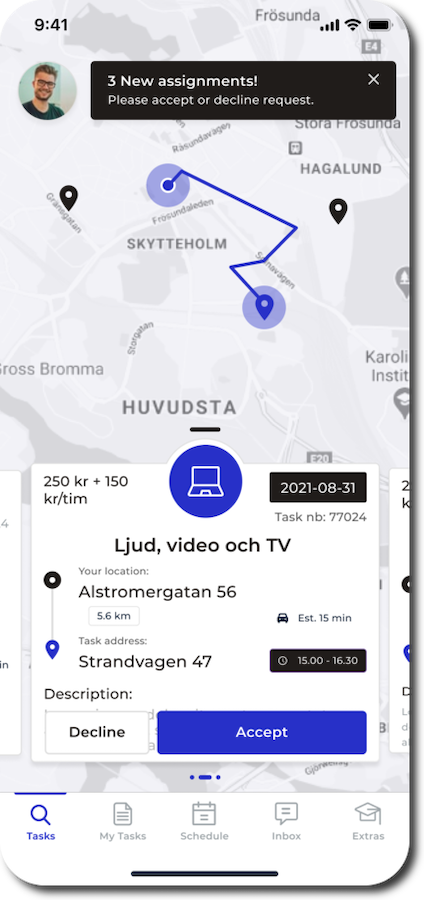 9:41
Frösunda
E4
3 New assignments!
Please accept or decline request.
Stora Frösunda
Råsundavägen
HAGALUND
Gränsgatan
Frösundaleden
SKYTTEHOLM
Solnavägen
Storgatan
Gross Bromma
Karoli
Instit
HUVUDSTA
E20
250 kr + 150
kr/tim
2021-08-31
Task nb: 77024
Ljud, video och TV
Your location:
Alstromergatan 56
5.6 km
Est. 15 min
Task address:
Strandvagen 47
15.00 - 16.30
Description:
Decline
Accept
Tasks
My Tasks
Schedule
Inbox
Extras